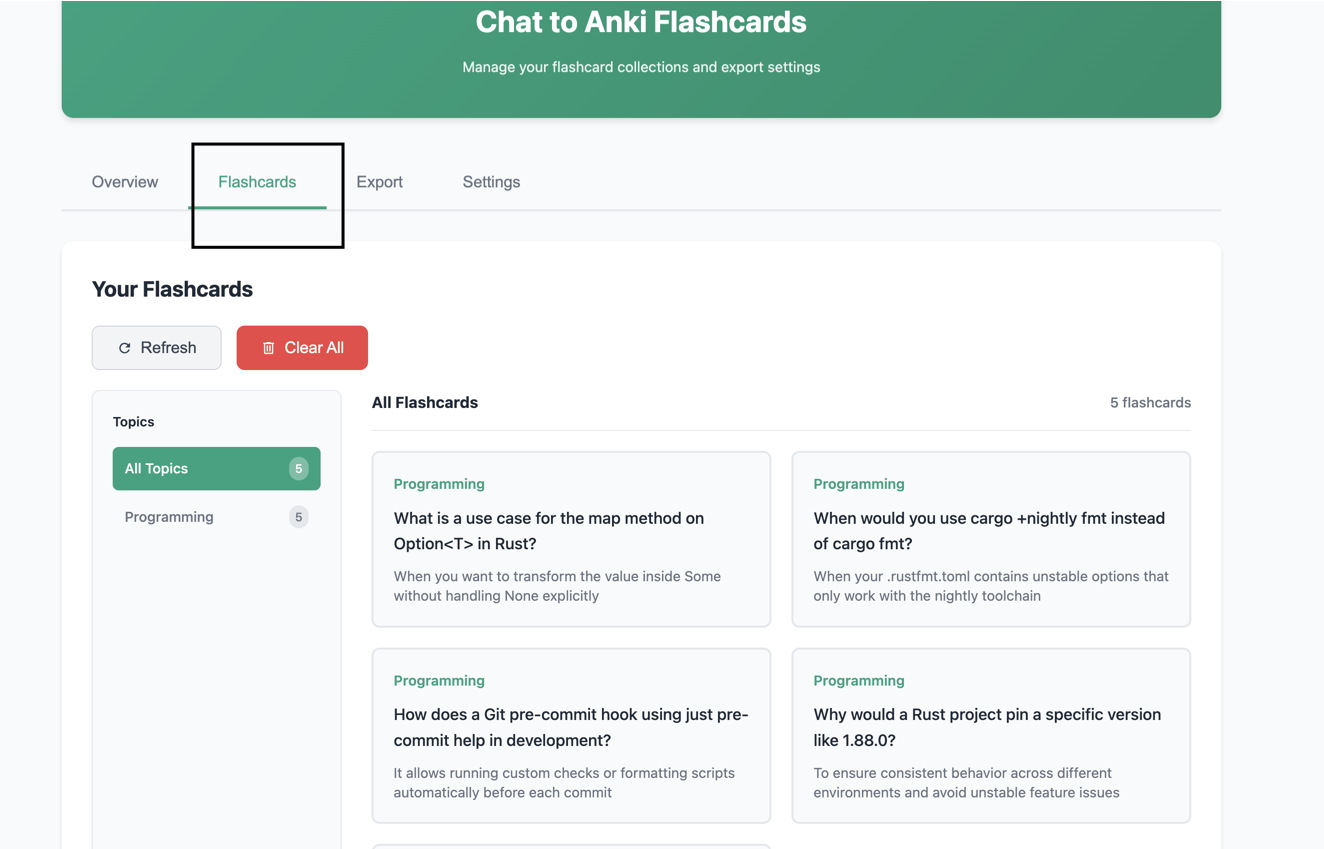 Chat to Anki Flashcards
Manage your flashcard collections and export settings
Overview
Flashcards
Export
Settings
Your Flashcards
Refresh
Clear All
Topics
All Topics
5
Programming
5
All Flashcards
5 flashcards
Programming
What is a use case for the map method on
Option<T> in Rust?
When you want to transform the value inside Some
without handling None explicitly
Programming
When would you use cargo +nightly fmt instead
of cargo fmt?
When your .rustfmt.toml contains unstable options that
only work with the nightly toolchain
Programming
How does a Git pre-commit hook using just pre-
commit help in development?
It allows running custom checks or formatting scripts
automatically before each commit
Programming
Why would a Rust project pin a specific version
like 1.88.0?
To ensure consistent behavior across different
environments and avoid unstable feature issues